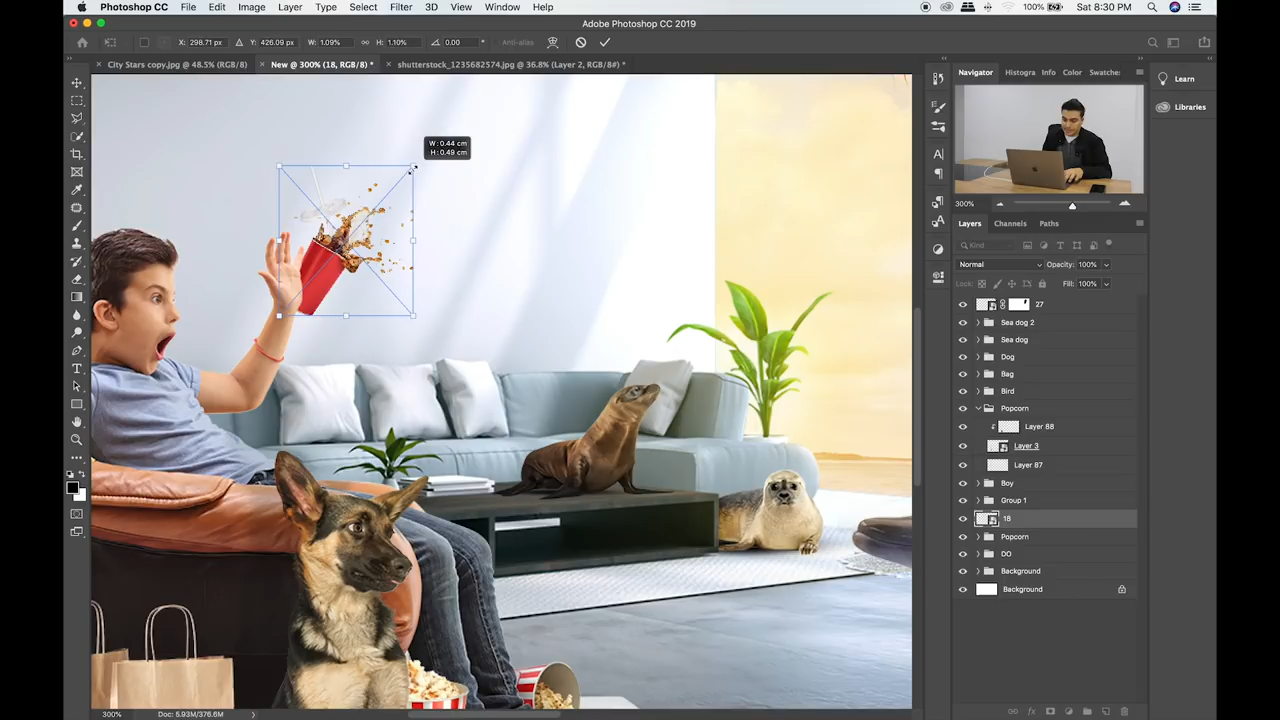 Photoshop CC File Edit Image Layer Type Select Filter 3D View Window Help 100% Sat 8:30 PM
Adobe Photoshop CC 2019
X: 298.71 px Y: 426.09 px W: 1.09% H: 1.10% 0.00 ° Anti-alias
City Stars copy.jpg @ 48.5% (RGB/8) New @ 300% (18, RGB/8) * shutterstock_1235682574.jpg @ 36.8% (Layer 2, RGB/8#) *
Navigator Histogra Info Color Swatche:
Learn
Libraries
W: 0.44 cm
H: 0.49 cm
300%
Layers Channels Paths
Kind
Normal Opacity: 100%
Lock: Fill: 100%
27
Sea dog 2
Sea dog
Dog
Bag
Bird
Popcorn
Layer 88
Layer 3
Layer 87
Boy
Group 1
18
Popcorn
DO
Background
Background
300% Doc: 5.93M/376.6M